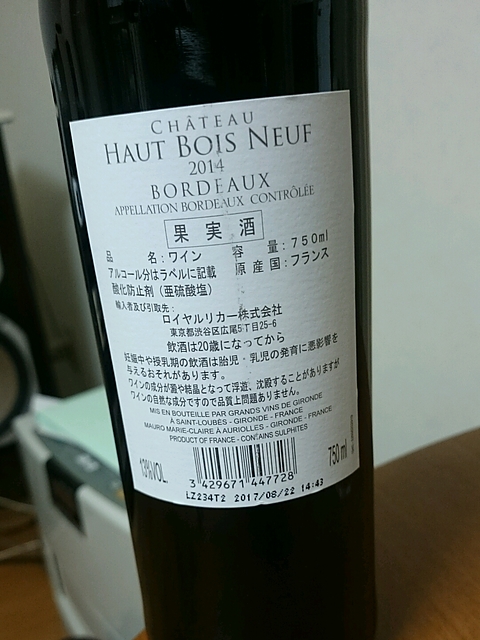 CHÂTEAU
HAUT BOIS NEUF
2014
BORDEAUX
APPELLATION BORDEAUX CONTRÔLÉE
果実酒
品 名:ワイン 容 量:750ml
アルコール分はラベルに記載 原産国:フランス
酸化防止剤(亜硫酸塩)
輸入者及び引取先:
ロイヤルリカー株式会社
東京都渋谷区広尾5丁目25-6
飲酒は20歳になってから
妊娠中や授乳期の飲酒は胎児・乳児の発育に悪影響を
与えるおそれがあります。
ワインの成分が澱や結晶となって浮遊、沈殿することがありますが
ワインの自然な成分ですので品質上問題ありません。
MIS EN BOUTEILLE PAR GRANDS VINS DE GIRONDE
À SAINT-LOUBÈS - GIRONDE - FRANCE
MAURO MARIE-CLAIRE À AURIOLLES - GIRONDE - FRANCE
PRODUCT OF FRANCE - CONTAINS SULPHITES
13%VOL.
750 ml
3 429671 447728
LZ234T2 2017/08/22 14:43